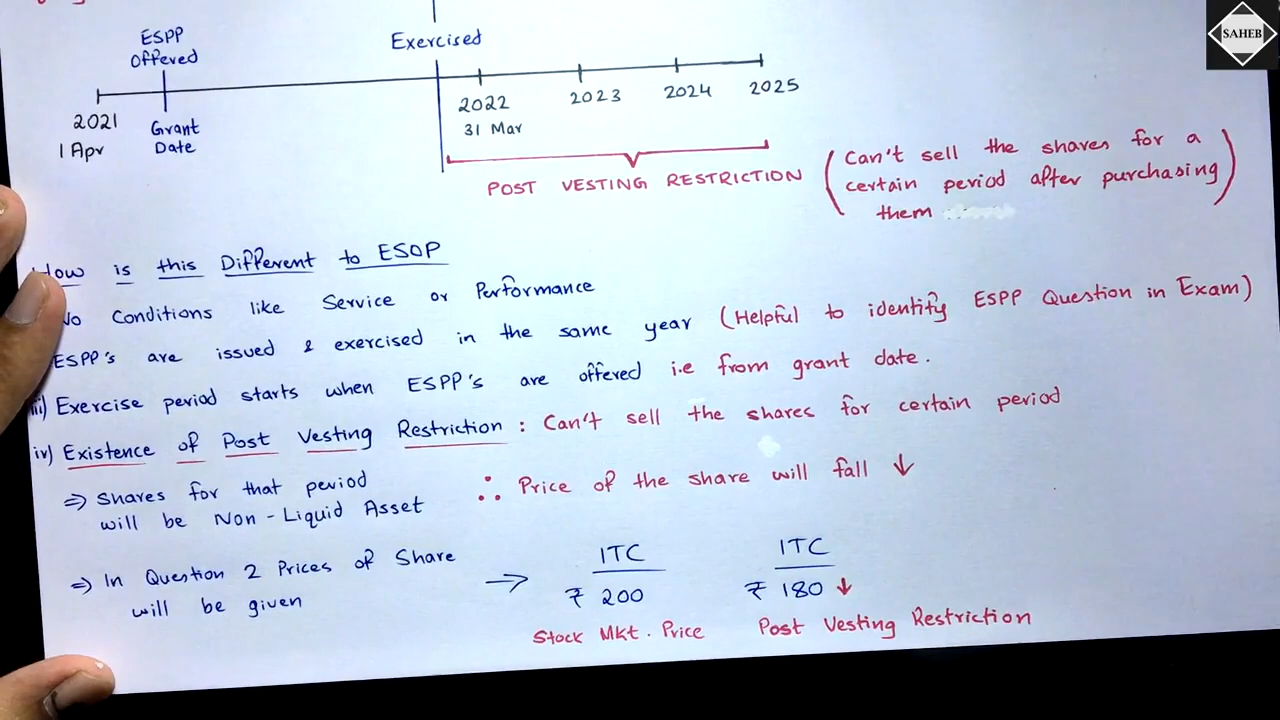 SAHEB
ESPP
Offered
Exercised
2021
1 Apr
Grant
Date
2022
31 Mar
2023
2024
2025
POST VESTING RESTRICTION
(Can't sell the shares for a
certain period after purchasing
them)
How is this Different to ESOP
No Conditions like Service or Performance
ESPP's are issued & exercised in the same year (Helpful to identify ESPP Question in Exam)
iii) Exercise period starts when ESPP's are offered i.e from grant date.
iv) Existence of Post Vesting Restriction : Can't sell the shares for certain period
⇒ Shares for that period
will be Non-Liquid Asset
∴ Price of the share will fall ↓
⇒ In Question 2 Prices of Share
will be given
→ ITC
₹ 200
Stock Mkt. Price
ITC
₹ 180 ↓
Post Vesting Restriction